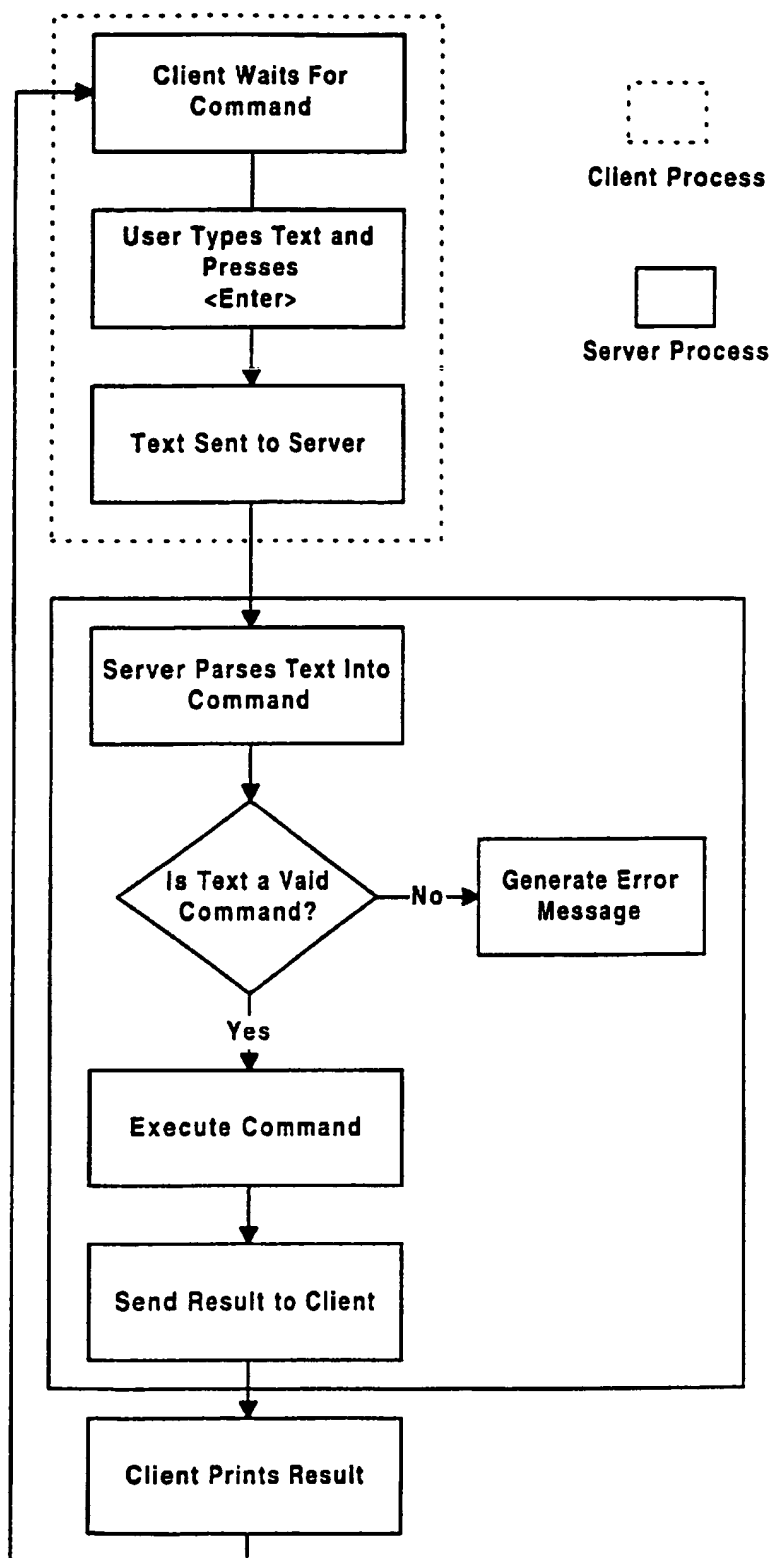 Client Waits For
Command
User Types Text and
Presses
<Enter>
Text Sent to Server
Client Process
Server Process
Server Parses Text Into
Command
Is Text a Vaid
Command?
No
Generate Error
Message
Yes
Execute Command
Send Result to Client
Client Prints Result